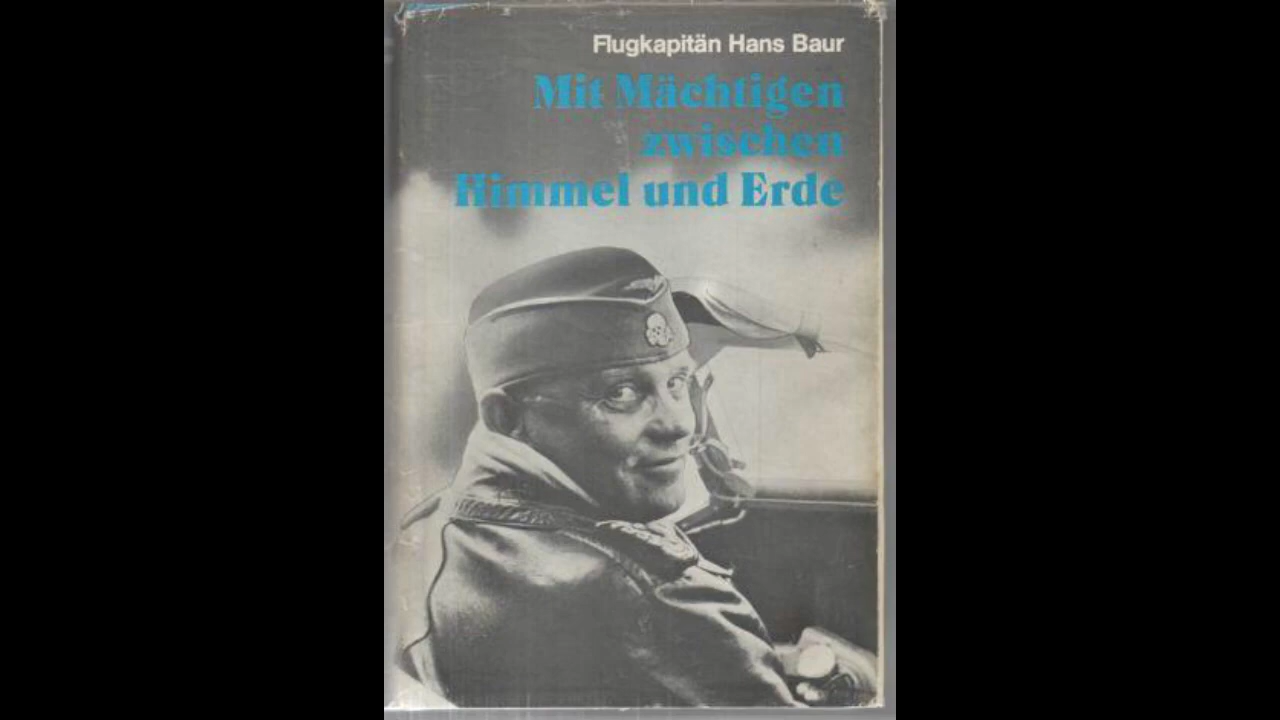 Flugkapitän Hans Baur
Mit Mächtigen
zwischen
Himmel und Erde